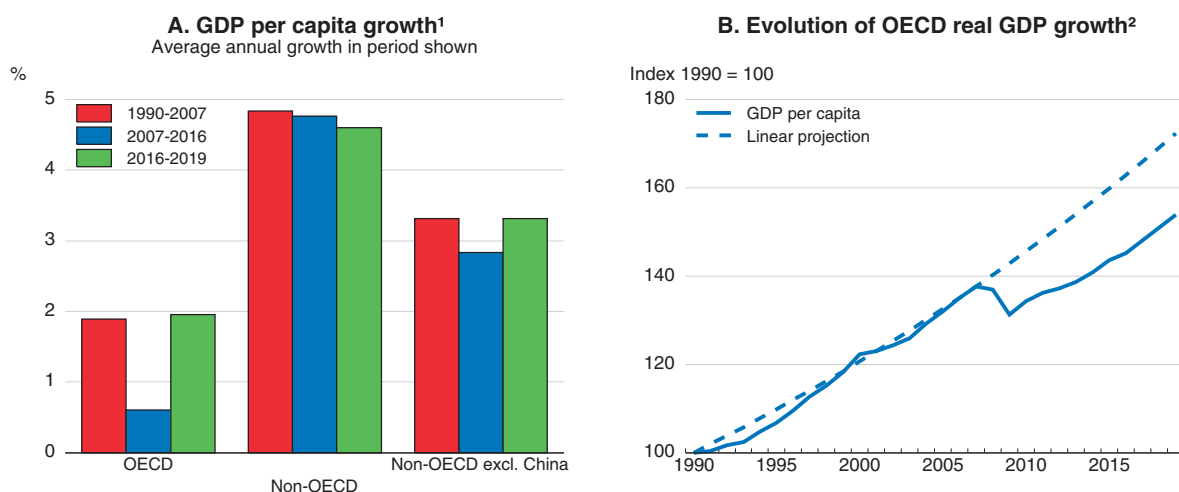 A. GDP per capita growth¹
Average annual growth in period shown
%
5
4
3
2
1
0
1990-2007
2007-2016
2016-2019
OECD
Non-OECD
Non-OECD excl. China
B. Evolution of OECD real GDP growth²
Index 1990 = 100
180
160
140
120
100
GDP per capita
Linear projection
1990 1995 2000 2005 2010 2015